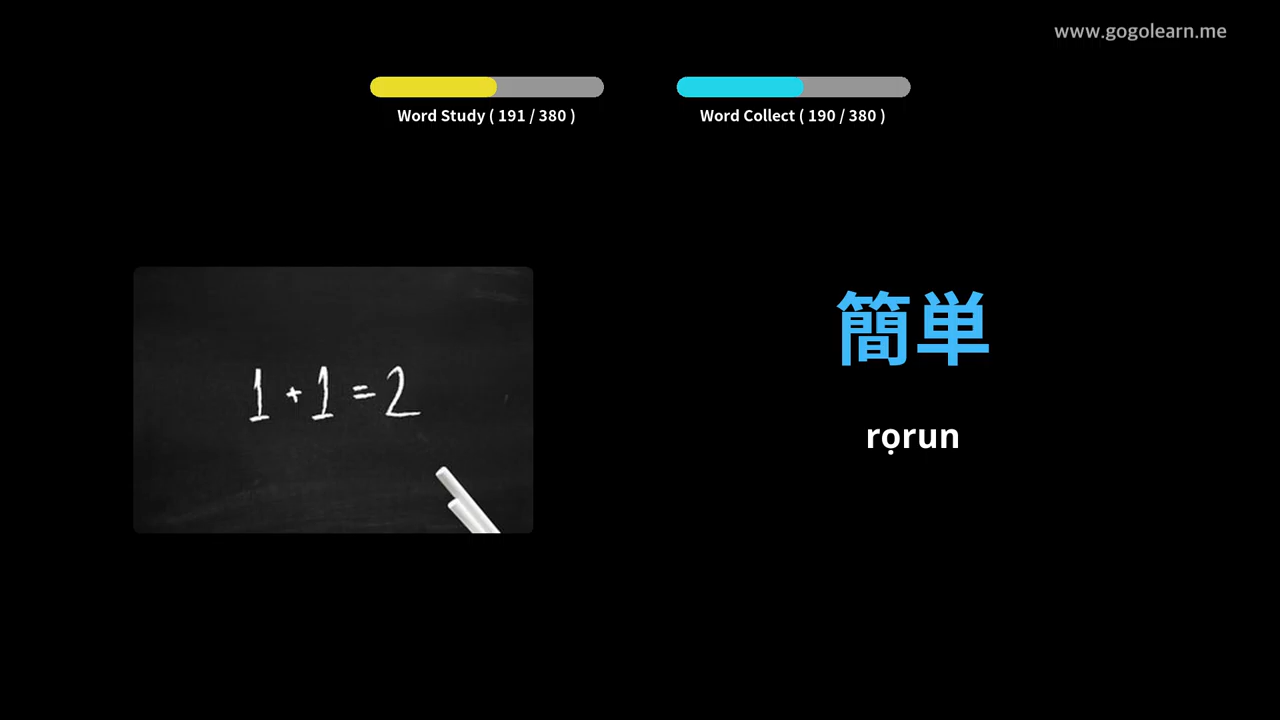 www.gogolearn.me
Word Study ( 191 / 380 )
Word Collect ( 190 / 380 )
1 + 1 = 2
簡単
rọrun